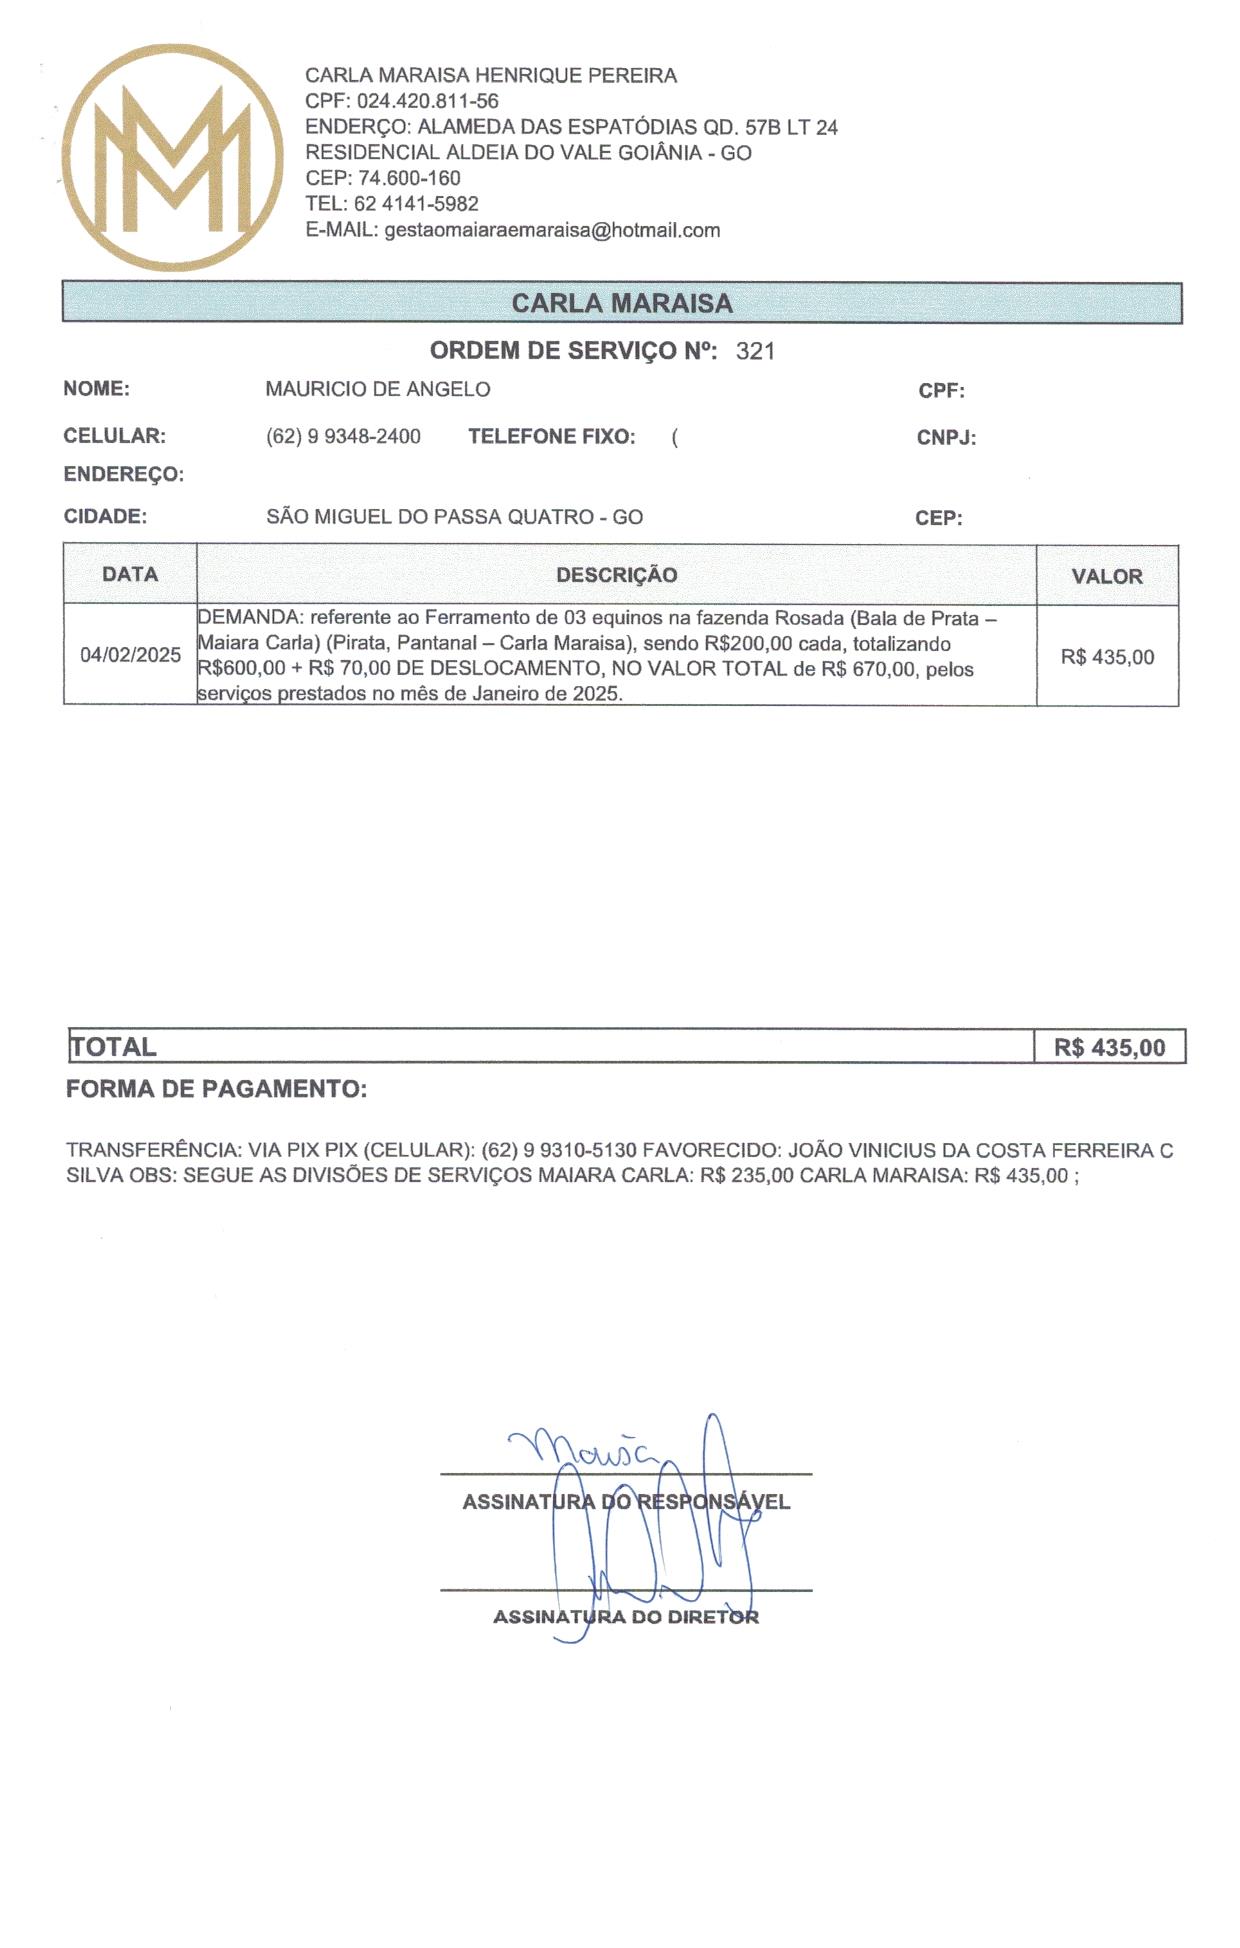 MM
CARLA MARAISA HENRIQUE PEREIRA
CPF: 024.420.811-56
ENDERÇO: ALAMEDA DAS ESPATÓDIAS QD. 57B LT 24
RESIDENCIAL ALDEIA DO VALE GOIÂNIA - GO
CEP: 74.600-160
TEL: 62 4141-5982
E-MAIL: gestaomaiaraemaraisa@hotmail.com
CARLA MARAISA
ORDEM DE SERVIÇO Nº: 321
NOME: MAURICIO DE ANGELO CPF:
CELULAR: (62) 9 9348-2400 TELEFONE FIXO: ( CNPJ:
ENDEREÇO:
CIDADE: SÃO MIGUEL DO PASSA QUATRO - GO CEP:
DATA DESCRIÇÃO VALOR
DEMANDA: referente ao Ferramento de 03 equinos na fazenda Rosada (Bala de Prata –
Maiara Carla) (Pirata, Pantanal – Carla Maraisa), sendo R$200,00 cada, totalizando
04/02/2025 R$600,00 + R$ 70,00 DE DESLOCAMENTO, NO VALOR TOTAL de R$ 670,00, pelos R$ 435,00
serviços prestados no mês de Janeiro de 2025.
TOTAL R$ 435,00
FORMA DE PAGAMENTO:
TRANSFERÊNCIA: VIA PIX PIX (CELULAR): (62) 9 9310-5130 FAVORECIDO: JOÃO VINICIUS DA COSTA FERREIRA C
SILVA OBS: SEGUE AS DIVISÕES DE SERVIÇOS MAIARA CARLA: R$ 235,00 CARLA MARAISA: R$ 435,00 ;
ASSINATURA DO RESPONSÁVEL
ASSINATURA DO DIRETOR